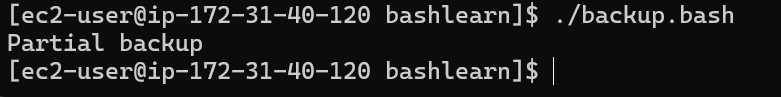 [ec2-user@ip-172-31-40-120 bashlearn]$ ./backup.bash
Partial backup
[ec2-user@ip-172-31-40-120 bashlearn]$